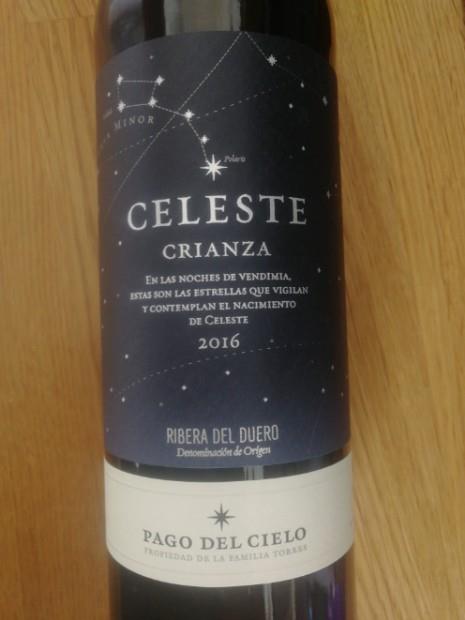 MINOR
Polaris
CELESTE
CRIANZA
EN LAS NOCHES DE VENDIMIA,
ESTAS SON LAS ESTRELLAS QUE VIGILAN
Y CONTEMPLAN EL NACIMIENTO
DE CELESTE
2016
RIBERA DEL DUERO
Denominación de Origen
PAGO DEL CIELO
PROPIEDAD DE LA FAMILIA TORRES